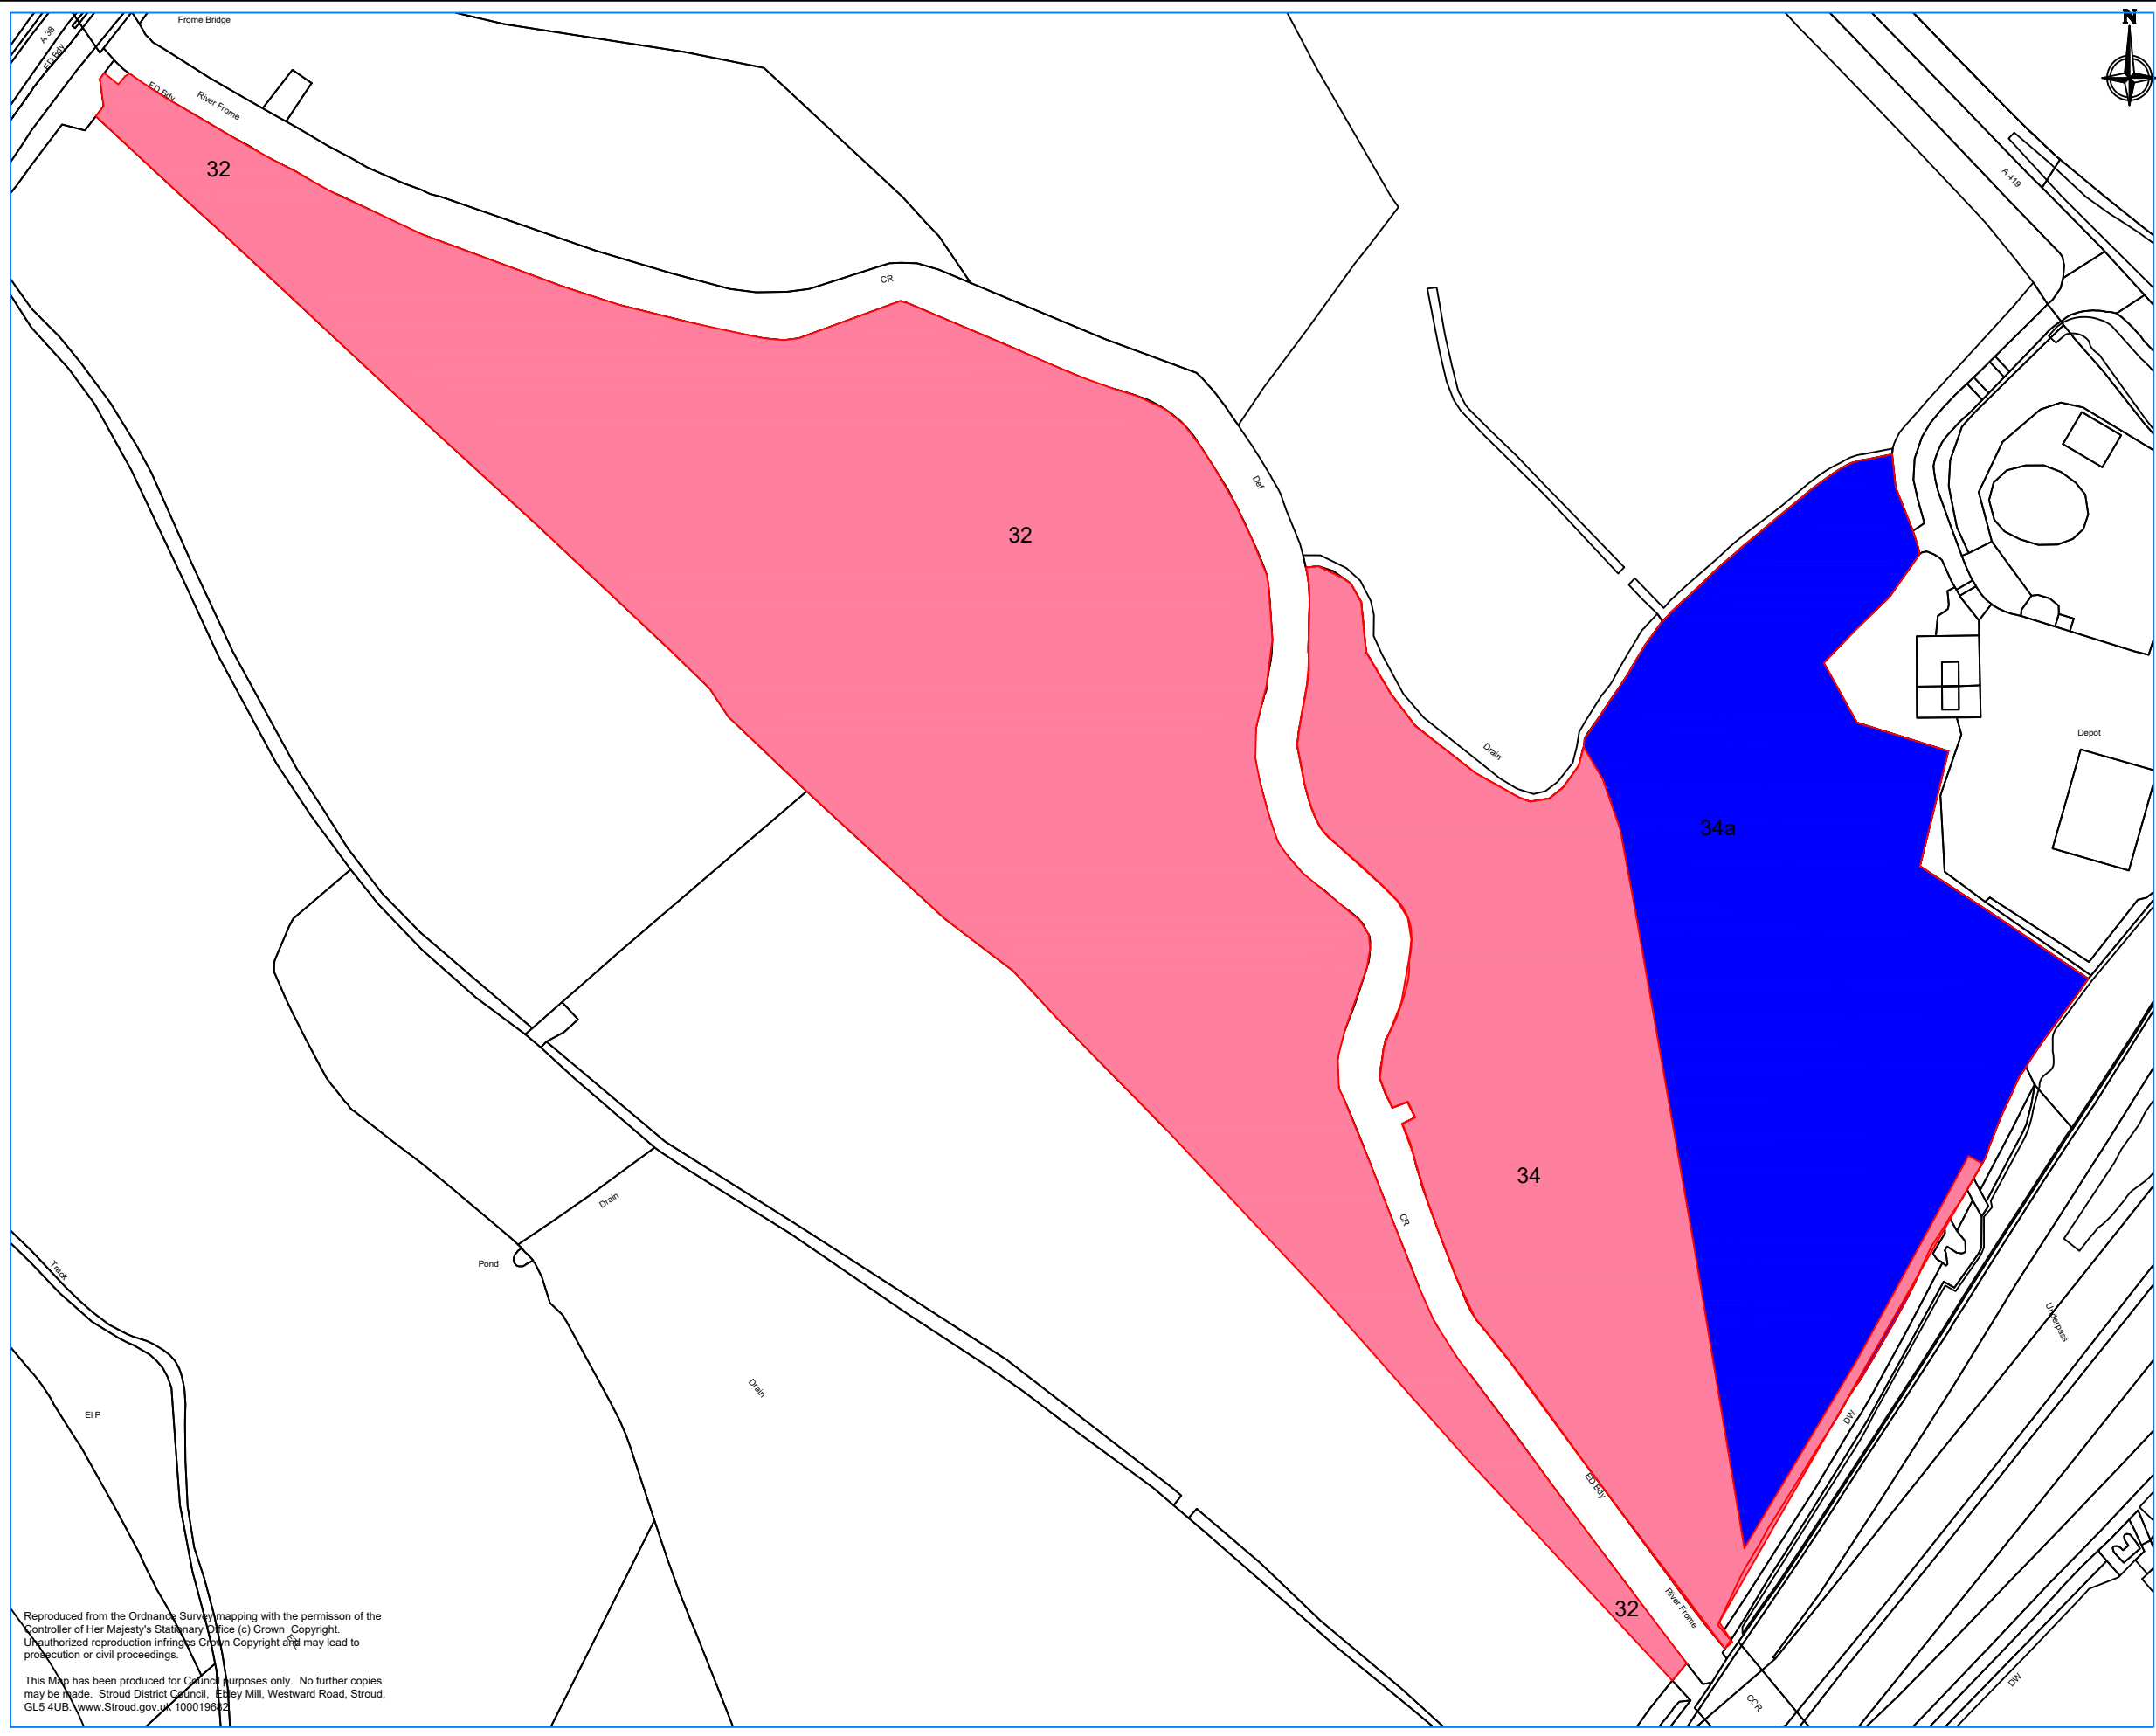 Frome Bridge
N
A 38
ED Bdy
ED Bdy
River Frome
32
A 419
CR
Def
32
Drain
Depot
34a
34
Drain
CR
Pond
Track
Underpass
Drain
El P
DW
ED Bdy
River Frome
32
Reproduced from the Ordnance Survey mapping with the permisson of the
Controller of Her Majesty's Stationary Office (c) Crown Copyright.
Unauthorized reproduction infringes Crown Copyright and may lead to
prosecution or civil proceedings.
This Map has been produced for Council purposes only. No further copies
may be made. Stroud District Council, Ebley Mill, Westward Road, Stroud,
GL5 4UB. www.Stroud.gov.uk 100019682
DW
CCR